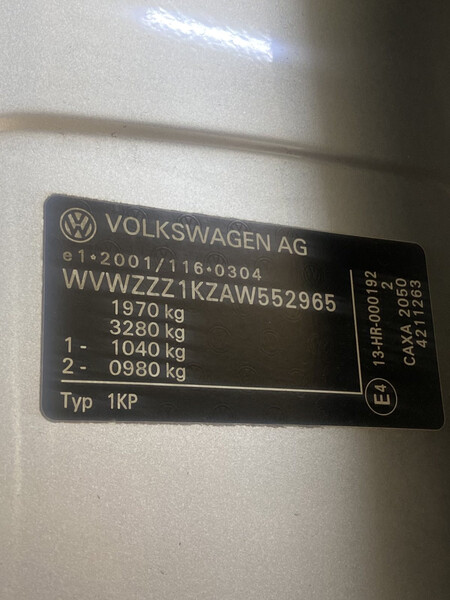 VOLKSWAGEN AG
e1*2001/116*0304
WVWZZZ1KZAW552965
1970 kg
3280 kg
1- 1040 kg
2- 0980 kg
Typ 1KP
E4
13-HR-000192
2
CAXA 2050
4211263